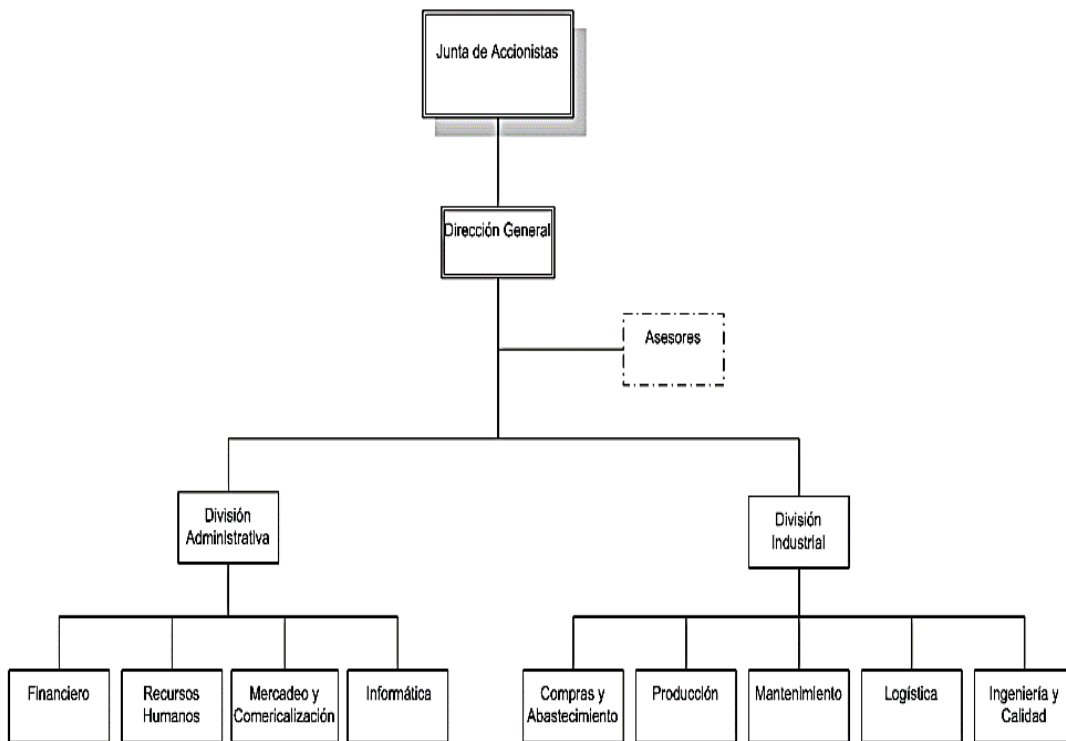 Junta de Accionistas
Dirección General
Asesores
División
Administrativa
División
Industrial
Financiero
Recursos
Humanos
Mercadeo y
Comericalización
Informática
Compras y
Abastecimiento
Producción
Mantenimiento
Logística
Ingeniería y
Calidad